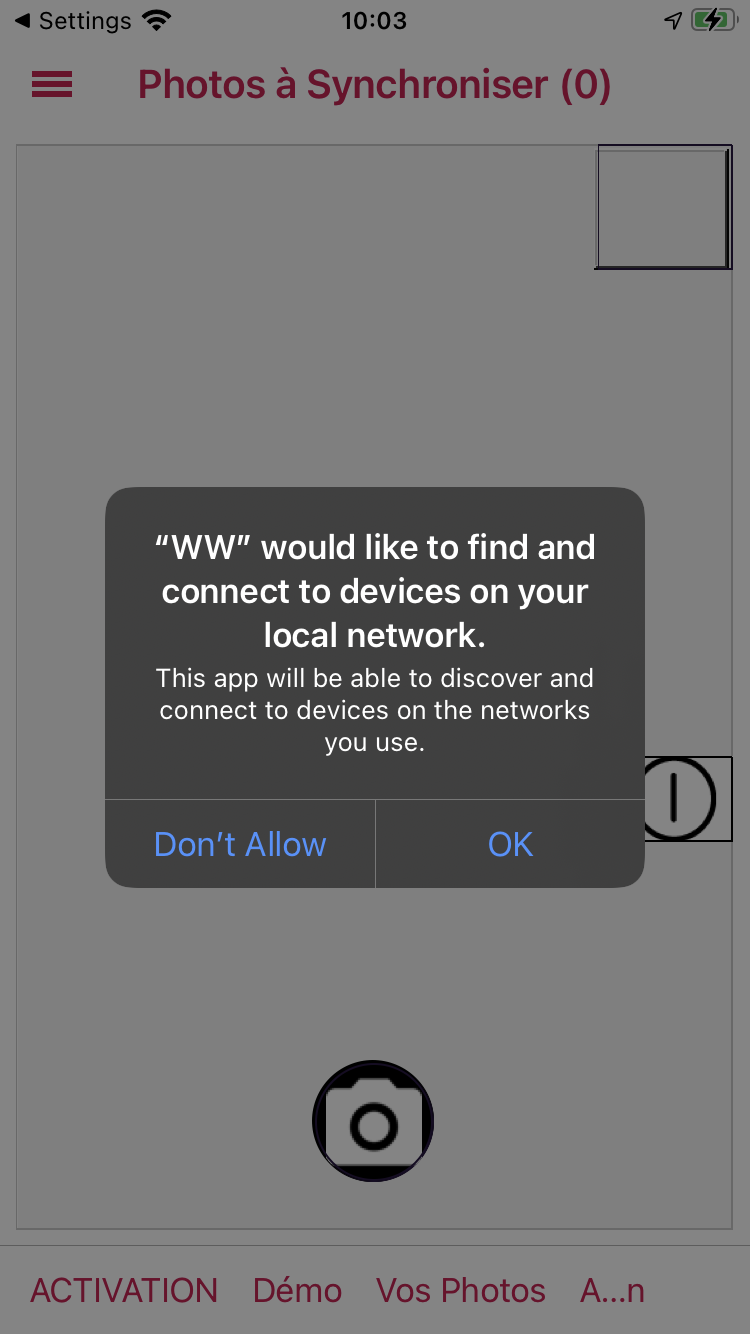 Settings 10:03
Photos à Synchroniser (0)
“WW” would like to find and
connect to devices on your
local network.
This app will be able to discover and
connect to devices on the networks
you use.
Don’t Allow OK
ACTIVATION Démo Vos Photos A...n